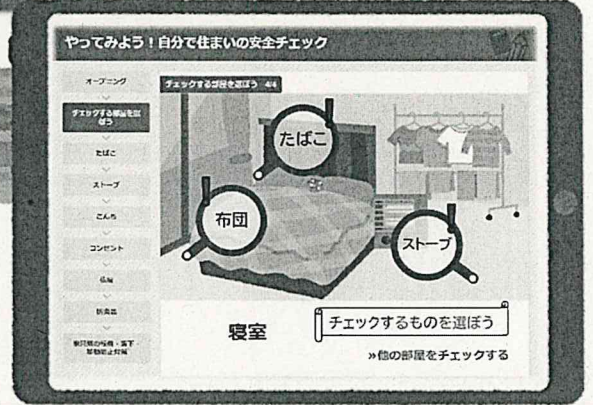 やってみよう！自分で住まいの安全チェック
オープニング
チェックする部屋を選ぼう 4/4
チェックする部屋を選
ぼう
たばこ
ストーブ
こんろ
コンセント
たばこ
布団
ストーブ
寝室
チェックするものを選ぼう
»他の部屋をチェックする